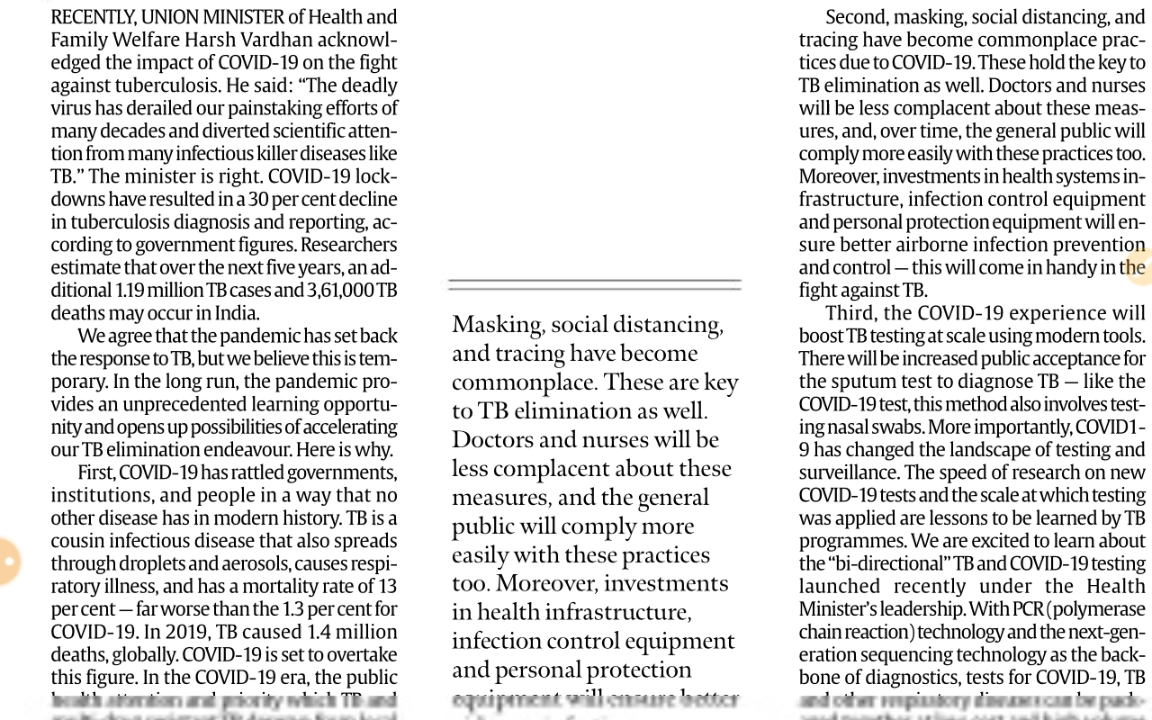 RECENTLY, UNION MINISTER of Health and
Family Welfare Harsh Vardhan acknowl-
edged the impact of COVID-19 on the fight
against tuberculosis. He said: “The deadly
virus has derailed our painstaking efforts of
many decades and diverted scientific atten-
tion from many infectious killer diseases like
TB.” The minister is right. COVID-19 lock-
downs have resulted in a 30 per cent decline
in tuberculosis diagnosis and reporting, ac-
cording to government figures. Researchers
estimate that over the next five years, an ad-
ditional 1.19 million TB cases and 3,61,000 TB
deaths may occur in India.
We agree that the pandemic has set back
the response to TB, but we believe this is tem-
porary. In the long run, the pandemic pro-
vides an unprecedented learning opportu-
nity and opens up possibilities of accelerating
our TB elimination endeavour. Here is why.
First, COVID-19 has rattled governments,
institutions, and people in a way that no
other disease has in modern history. TB is a
cousin infectious disease that also spreads
through droplets and aerosols, causes respi-
ratory illness, and has a mortality rate of 13
per cent — far worse than the 1.3 per cent for
COVID-19. In 2019, TB caused 1.4 million
deaths, globally. COVID-19 is set to overtake
this figure. In the COVID-19 era, the public
health attention and priority which TB and
Masking, social distancing,
and tracing have become
commonplace. These are key
to TB elimination as well.
Doctors and nurses will be
less complacent about these
measures, and the general
public will comply more
easily with these practices
too. Moreover, investments
in health infrastructure,
infection control equipment
and personal protection
equipment will ensure better
Second, masking, social distancing, and
tracing have become commonplace prac-
tices due to COVID-19. These hold the key to
TB elimination as well. Doctors and nurses
will be less complacent about these meas-
ures, and, over time, the general public will
comply more easily with these practices too.
Moreover, investments in health systems in-
frastructure, infection control equipment
and personal protection equipment will en-
sure better airborne infection prevention
and control — this will come in handy in the
fight against TB.
Third, the COVID-19 experience will
boost TB testing at scale using modern tools.
There will be increased public acceptance for
the sputum test to diagnose TB — like the
COVID-19 test, this method also involves test-
ing nasal swabs. More importantly, COVID1-
9 has changed the landscape of testing and
surveillance. The speed of research on new
COVID-19 tests and the scale at which testing
was applied are lessons to be learned by TB
programmes. We are excited to learn about
the “bi-directional” TB and COVID-19 testing
launched recently under the Health
Minister’s leadership. With PCR (polymerase
chain reaction) technology and the next-gen-
eration sequencing technology as the back-
bone of diagnostics, tests for COVID-19, TB
and other respiratory diseases can be pack-